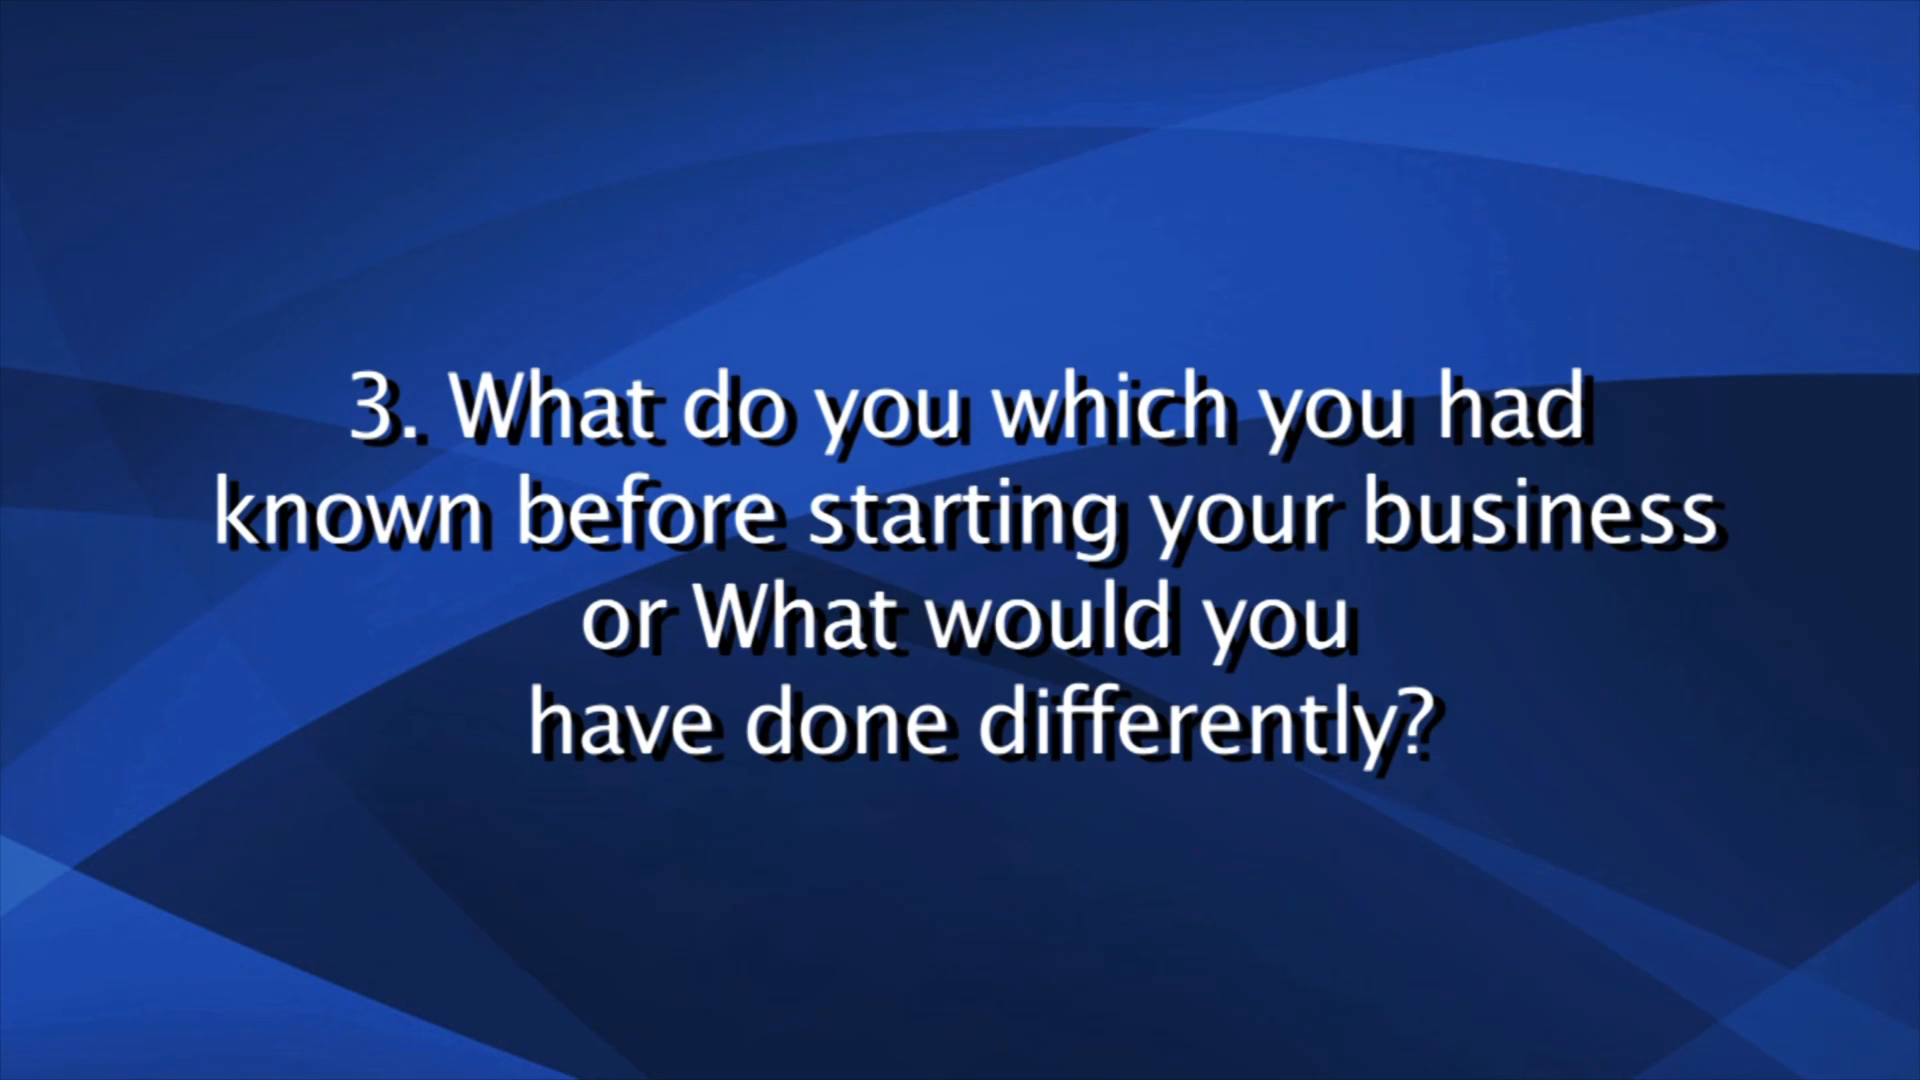 3. What do you which you had
known before starting your business
or What would you
have done differently?